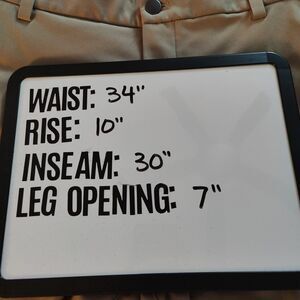 WAIST: 34"
RISE: 10"
INSEAM: 30"
LEG OPENING: 7"